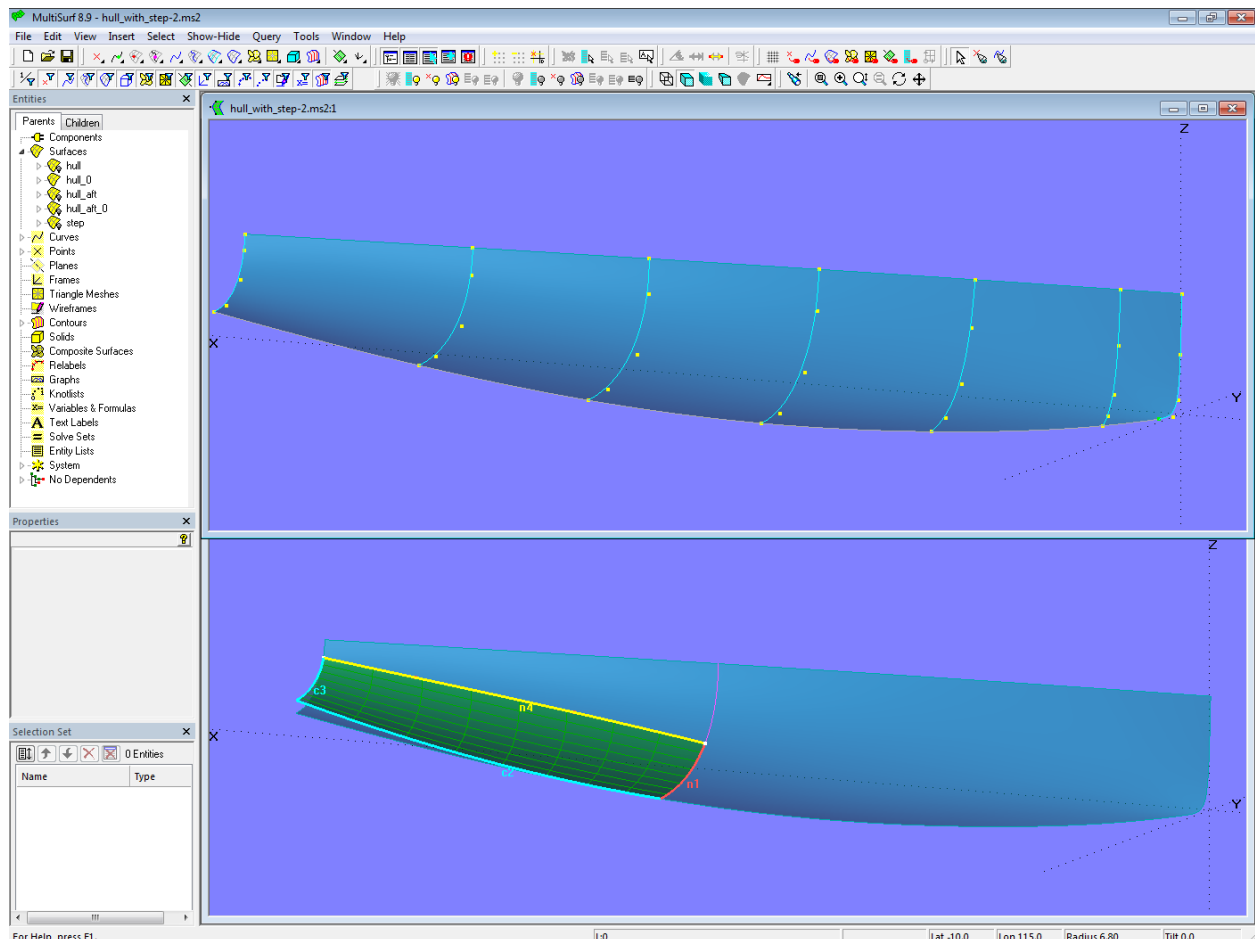 MultiSurf 8.9 - hull_with_step-2.ms2
File Edit View Insert Select Show-Hide Query Tools Window Help
Entities
Parents Children
Components
Surfaces
hull
hull_0
hull_aft
hull_aft_0
step
Curves
Points
Planes
Frames
Triangle Meshes
Wireframes
Contours
Solids
Composite Surfaces
Relabels
Graphs
Knotlists
Variables & Formulas
Text Labels
Solve Sets
Entity Lists
System
No Dependents
Properties
Selection Set
0 Entities
Name Type
For Help, press F1.
hull_with_step-2.ms2:1
Z
X
Y
Z
c3
n4
X
c2
n1
Y
L:0
Lat -10.0 Lon 115.0 Radius 6.80 Tilt 0.0